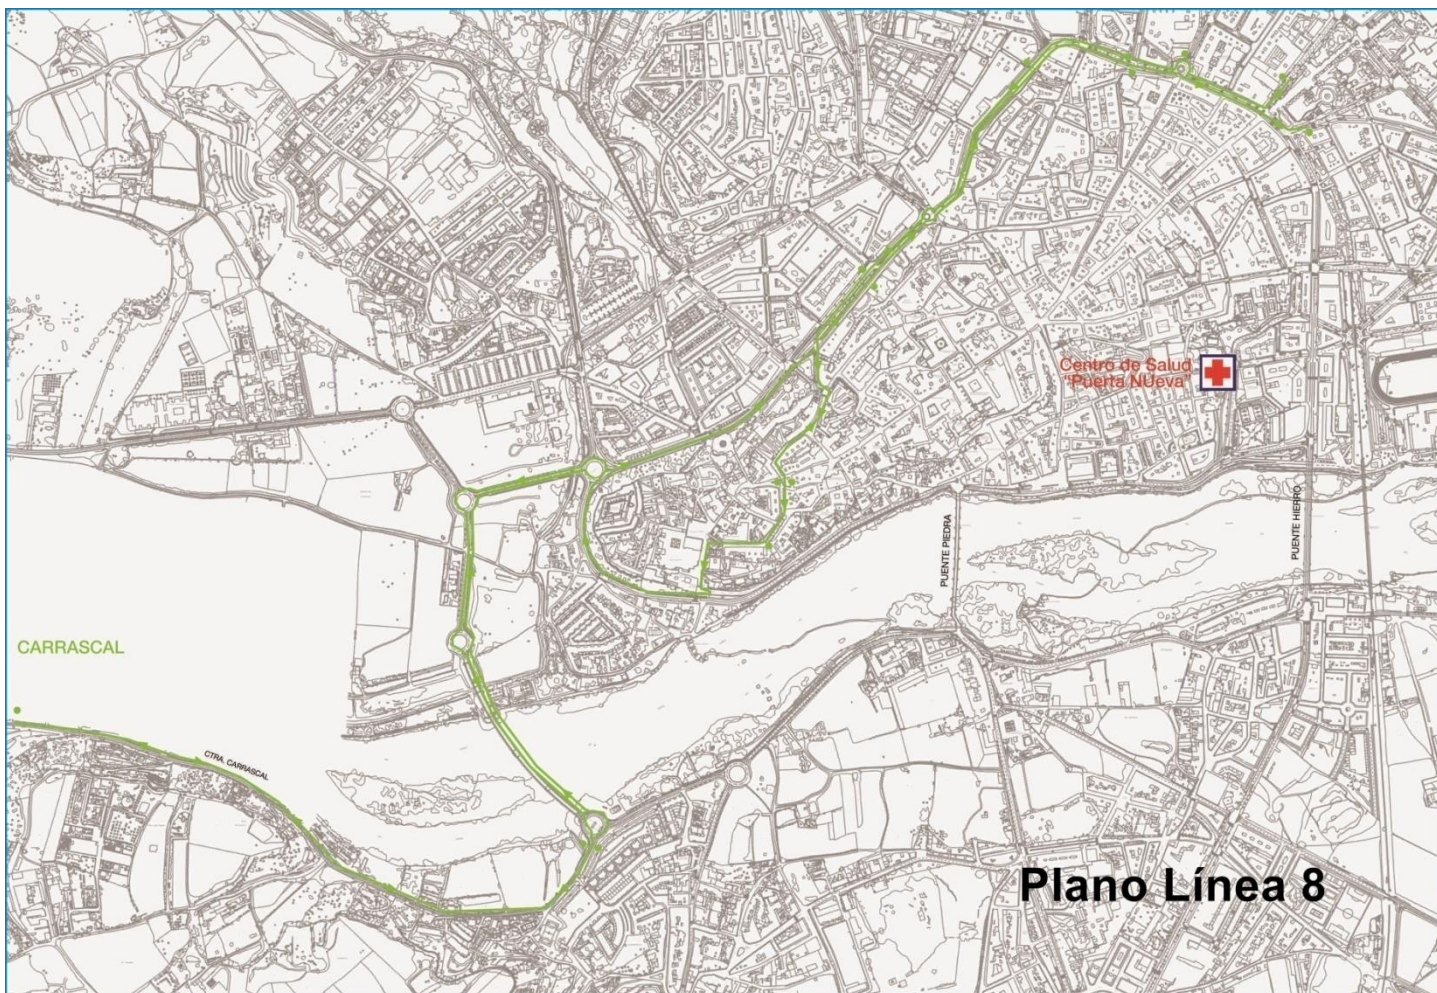 Centro de Salud
"Puerta NUeva"
PUENTE PIEDRA
PUENTE HIERRO
CARRASCAL
CTRA. CARRASCAL
Plano Línea 8